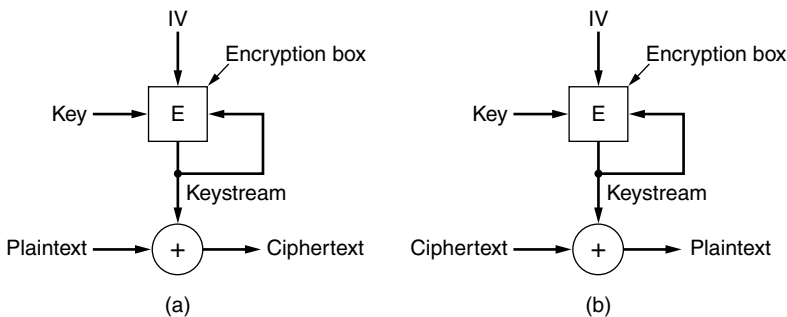 IV
Encryption box
Key
E
Keystream
Plaintext
+
Ciphertext
(a)
IV
Encryption box
Key
E
Keystream
Ciphertext
+
Plaintext
(b)